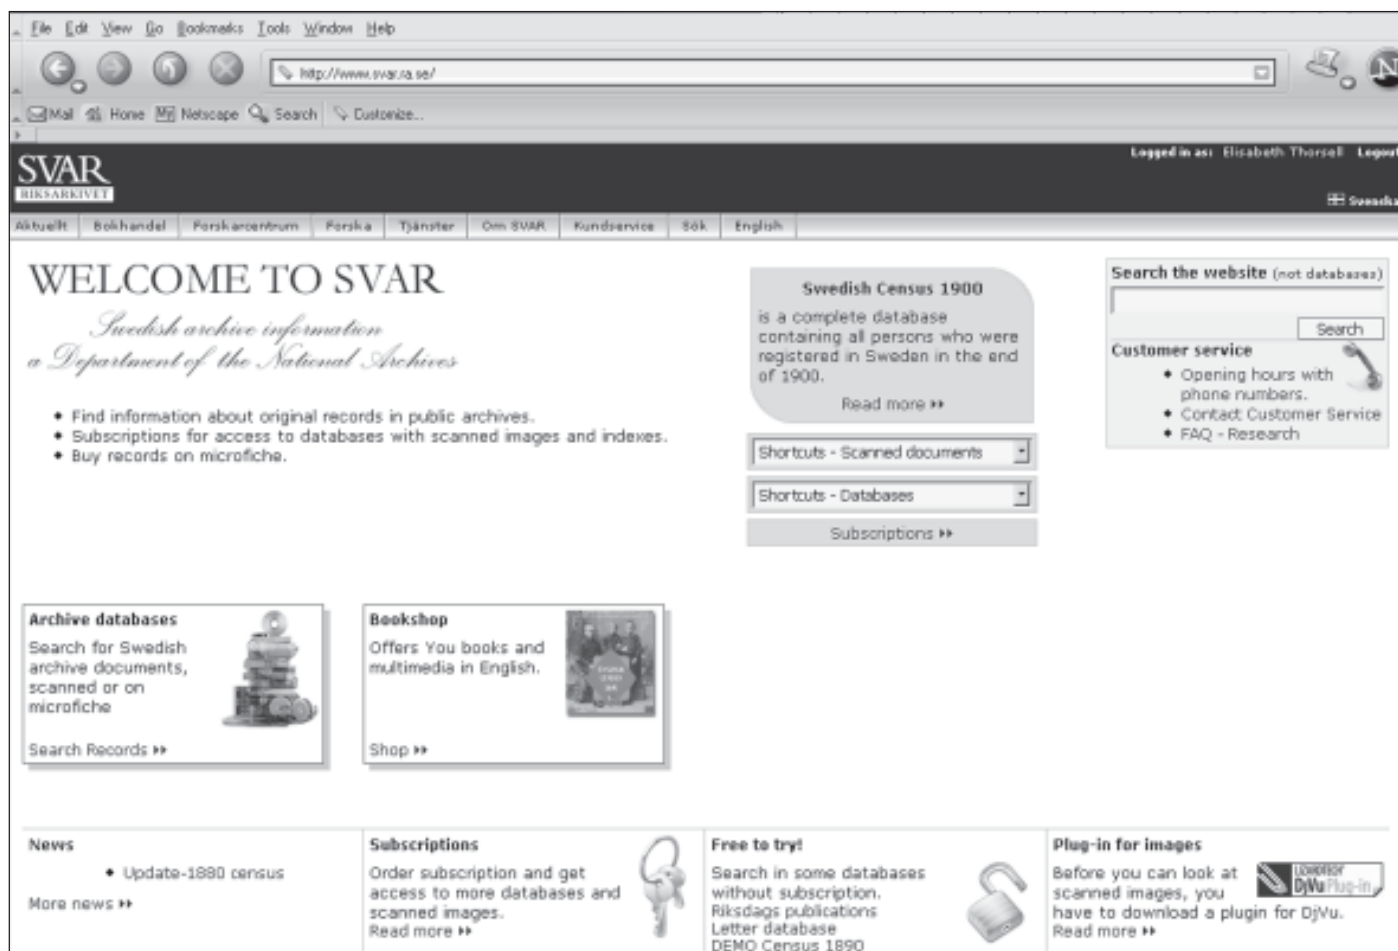 File Edit View Go Bookmarks Tools Window Help
http://www.svar.ra.se/
Mail Home Netscape Search Customize...
Logged in as: Elisabeth Thorsell Logout
SVAR
RIKSARKIVET
Svenska
Aktuellt Bokhandel Forskarcentrum Forska Tjänster Om SVAR Kundservice Sök English
WELCOME TO SVAR
Swedish archive information
a Department of the National Archives
Find information about original records in public archives.
Subscriptions for access to databases with scanned images and indexes.
Buy records on microfiche.
Swedish Census 1900
is a complete database
containing all persons who were
registered in Sweden in the end
of 1900.
Read more
Shortcuts - Scanned documents
Shortcuts - Databases
Subscriptions
Search the website (not databases)
Search
Customer service
Opening hours with
phone numbers.
Contact Customer Service
FAQ - Research
Archive databases
Search for Swedish
archive documents,
scanned or on
microfiche
Search Records
Bookshop
Offers You books and
multimedia in English.
Shop
News
Update-1880 census
More news
Subscriptions
Order subscription and get
access to more databases and
scanned images.
Read more
Free to try!
Search in some databases
without subscription.
Riksdags publications
Letter database
DEMO Census 1890
Plug-in for images
Before you can look at
scanned images, you
have to download a plugin for DjVu.
Read more
DjVu Plug-in